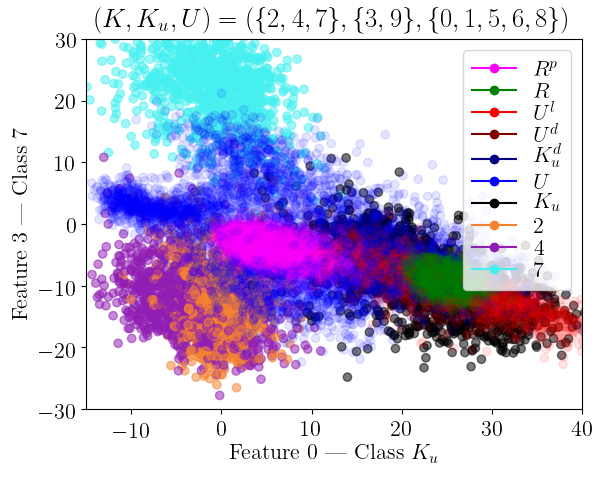 (K, K_u, U) = ({2, 4, 7}, {3, 9}, {0, 1, 5, 6, 8})
30
20
10
0
−10
−20
−30
Feature 3 — Class 7
R^p
R
U^l
U^d
K_u^d
U
K_u
2
4
7
−10
0
10
20
30
40
Feature 0 — Class K_u